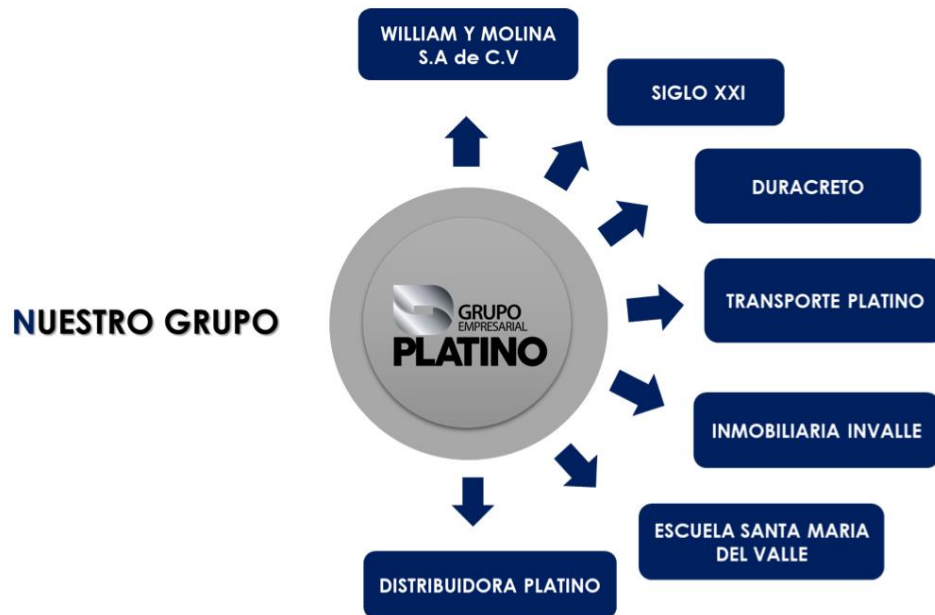 WILLIAM Y MOLINA
S.A de C.V
SIGLO XXI
DURACRETO
TRANSPORTE PLATINO
NUESTRO GRUPO
GRUPO
EMPRESARIAL
PLATINO
INMOBILIARIA INVALLE
ESCUELA SANTA MARIA
DEL VALLE
DISTRIBUIDORA PLATINO